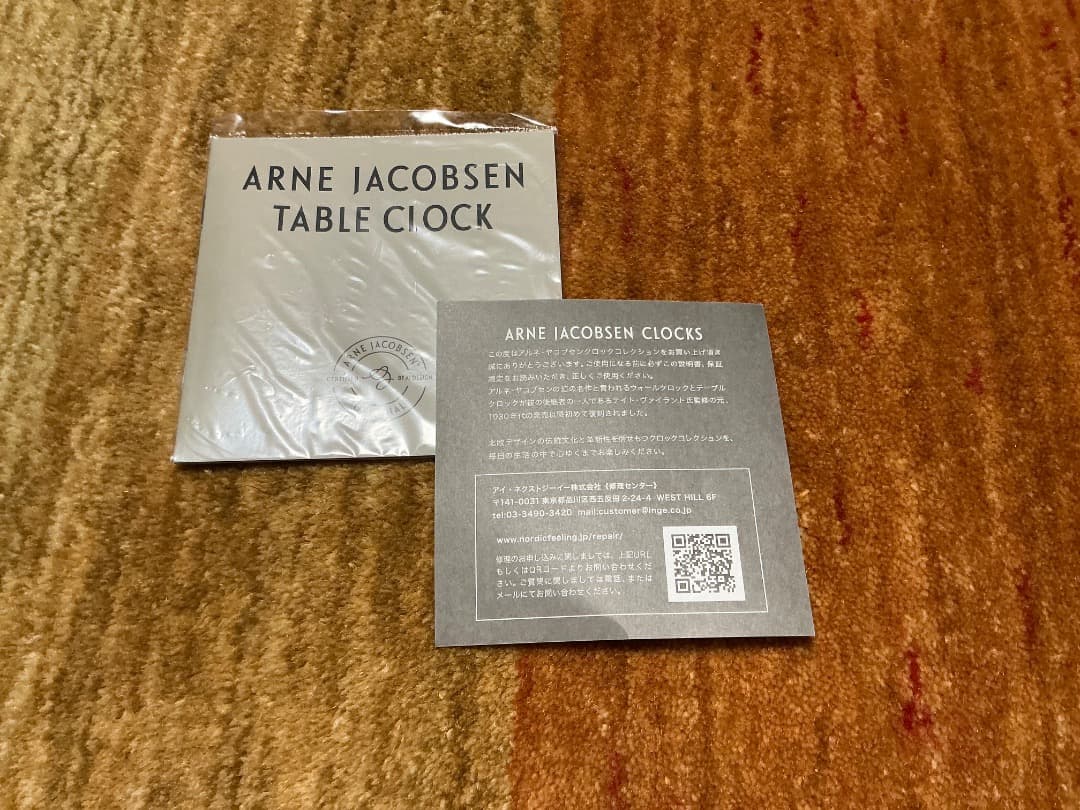 ARNE JACOBSEN
TABLE CLOCK
ARNE JACOBSEN
BY AJ DESIGN
ARNE JACOBSEN CLOCKS
この度はアルネ・ヤコブセンクロックコレクションをお買い上げ頂き
誠にありがとうございます。ご使用になる前に必ずこの説明書、保証
規定をお読みいただき、正しくご使用ください。
アルネ・ヤコブセンの幻の名作と言われるウォールクロックとテーブル
クロックが彼の後継者の一人であるテイト・ヴァイラント氏監修の元、
1930年代の発売以降初めて復刻されました。
北欧デザインの伝統文化と革新性を併せもつクロックコレクションを、
毎日の生活の中で心ゆくまでお楽しみください。
アイ・ネクストジーイー株式会社《修理センター》
〒141-0031 東京都品川区西五反田 2-24-4 WEST HILL 6F
tel:03-3490-3420 mail:customer@inge.co.jp
www.nordicfeeling.jp/repair/
修理のお申し込みに関しましては、上記URL
もしくはQRコードよりお問い合わせくださ
い。ご質問に関しましては電話、または
メールにてお問い合わせください。